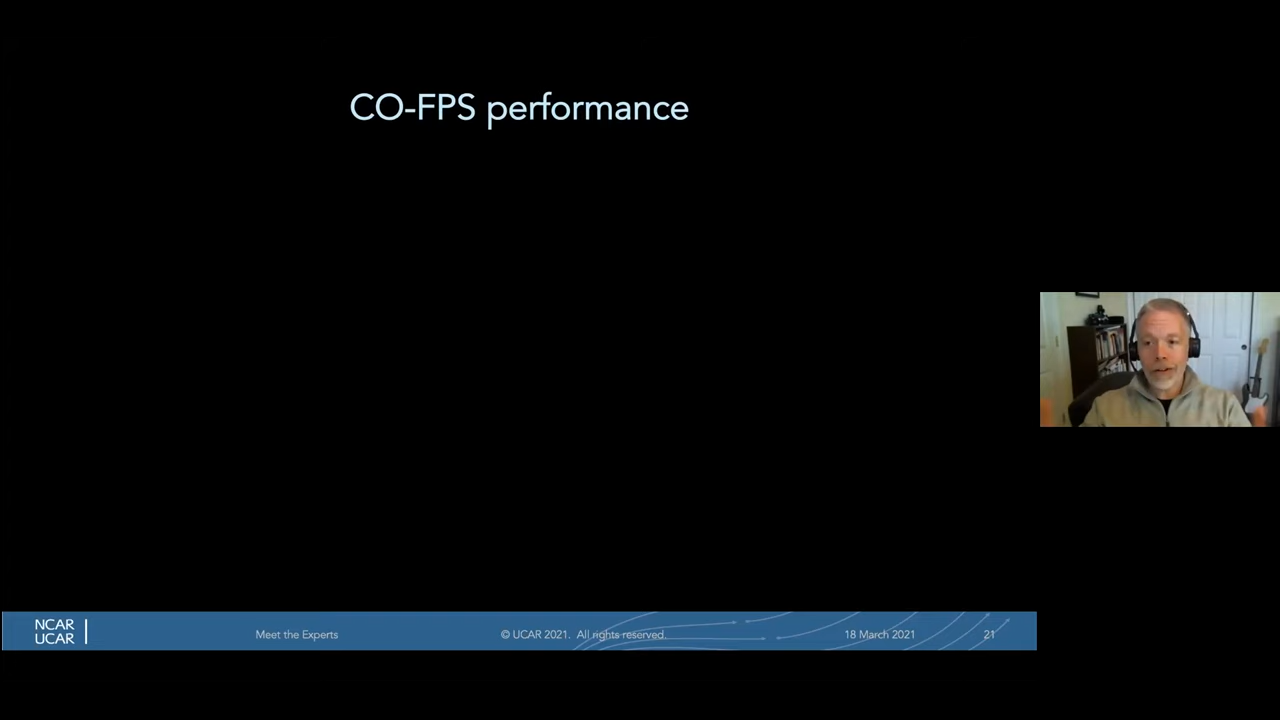 CO-FPS performance
NCAR
UCAR
Meet the Experts
© UCAR 2021. All rights reserved.
18 March 2021
21